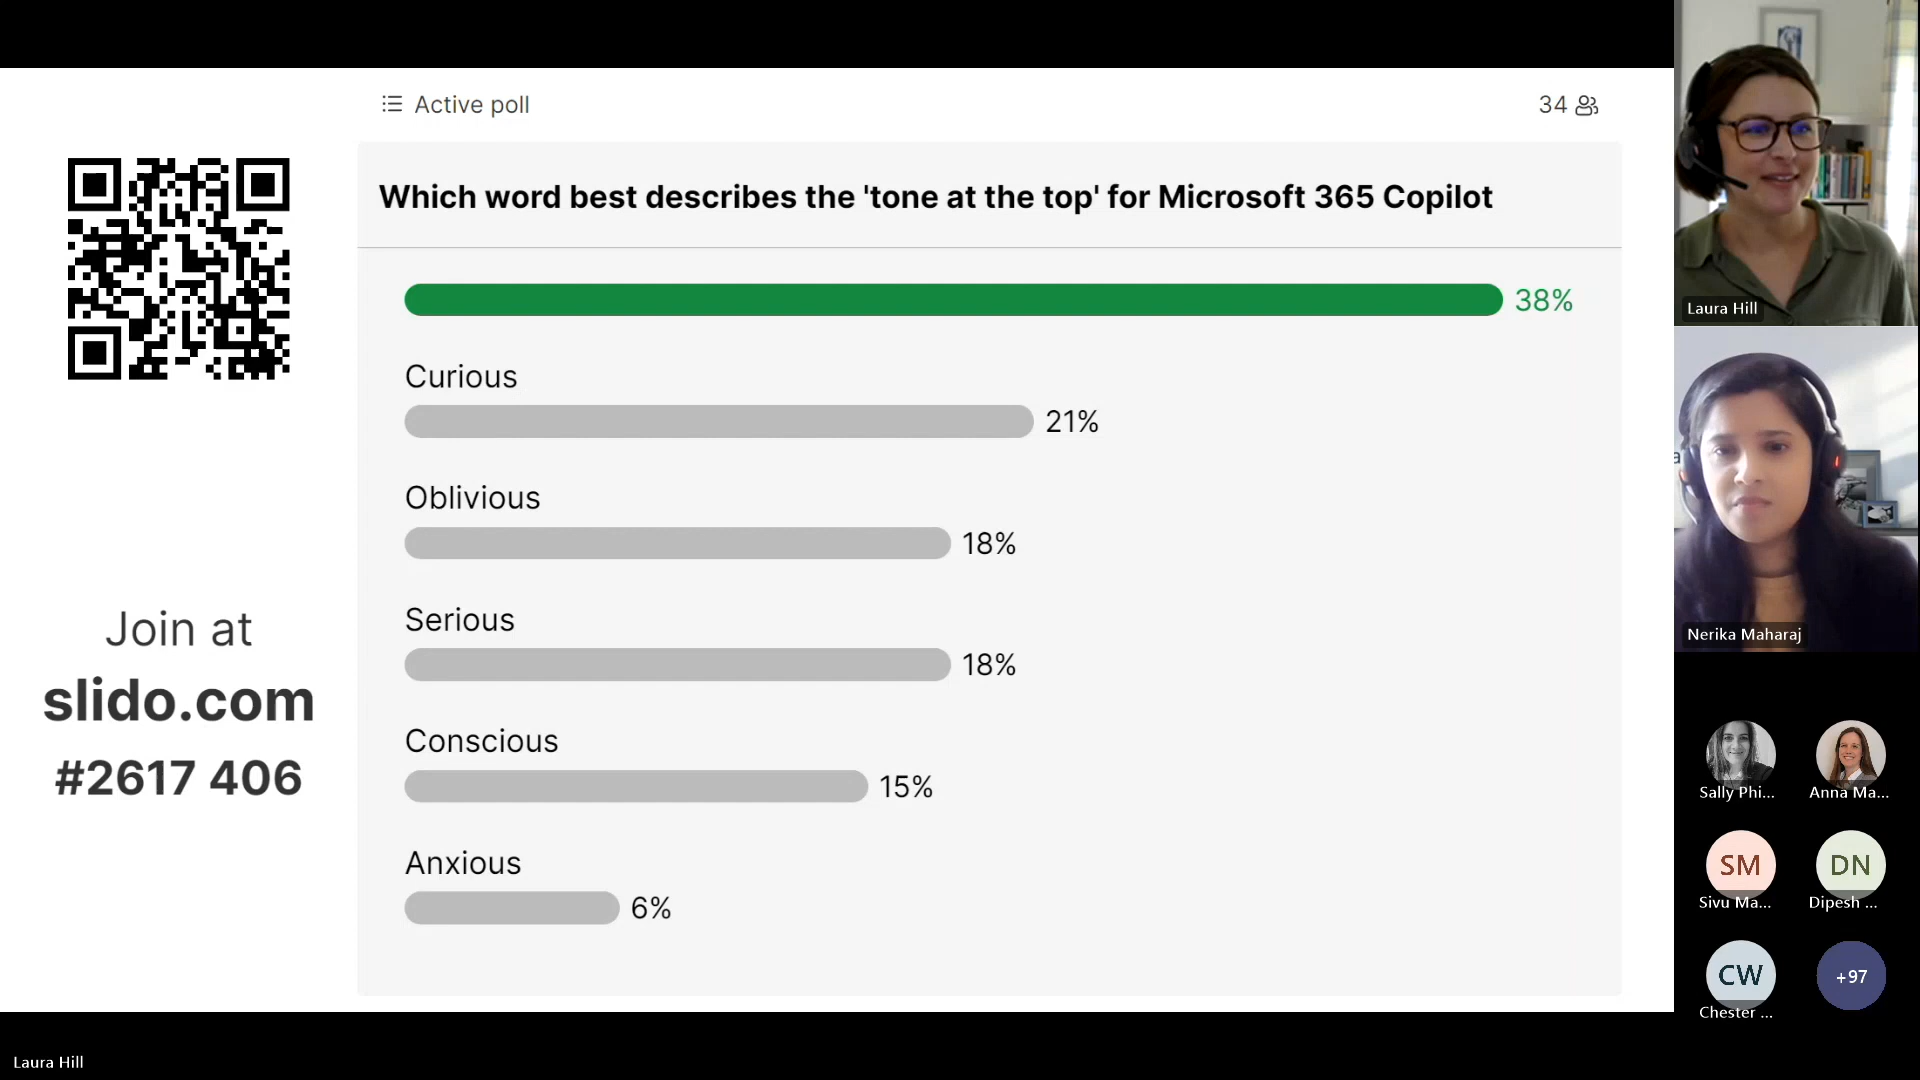 Active poll
34
Which word best describes the 'tone at the top' for Microsoft 365 Copilot
38%
Curious
21%
Oblivious
18%
Serious
18%
Conscious
15%
Anxious
6%
Join at
slido.com
#2617 406
Laura Hill
Nerika Maharaj
a
Sally Phi...
Anna Ma...
SM
Sivu Ma...
DN
Dipesh ...
CW
Chester ...
+97
Laura Hill